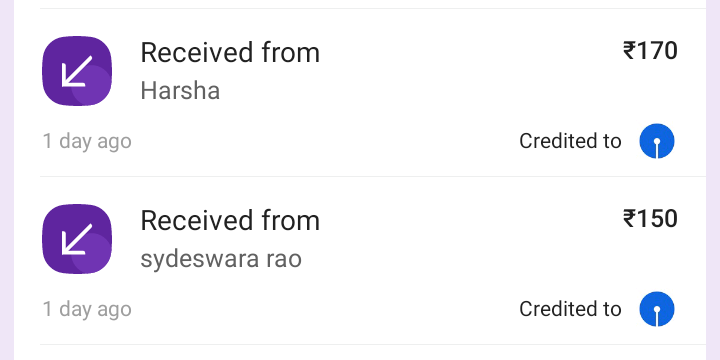 Received from
₹170
Harsha
1 day ago
Credited to
Received from
₹150
sydeswara rao
1 day ago
Credited to